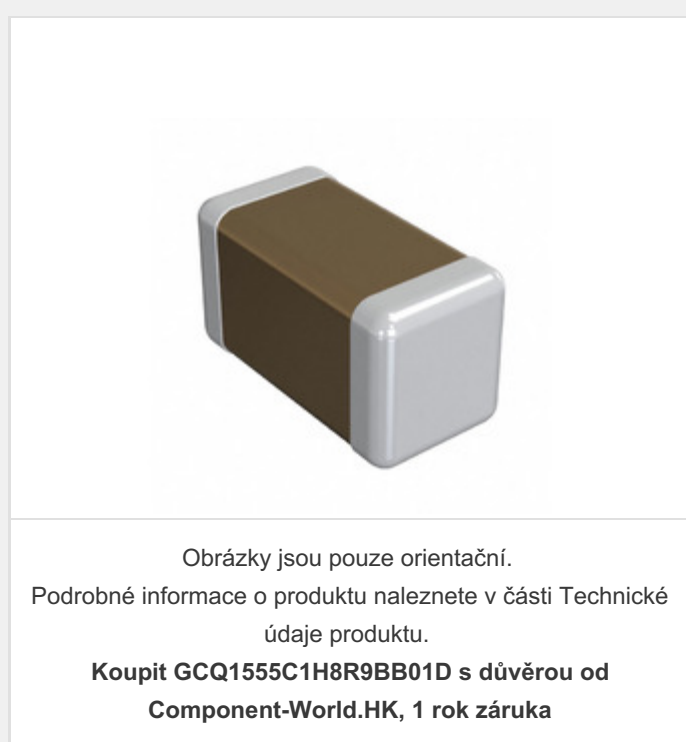 Obrázky jsou pouze orientační.
Podrobné informace o produktu naleznete v části Technické
údaje produktu.
Koupit GCQ1555C1H8R9BB01D s důvěrou od
Component-World.HK, 1 rok záruka